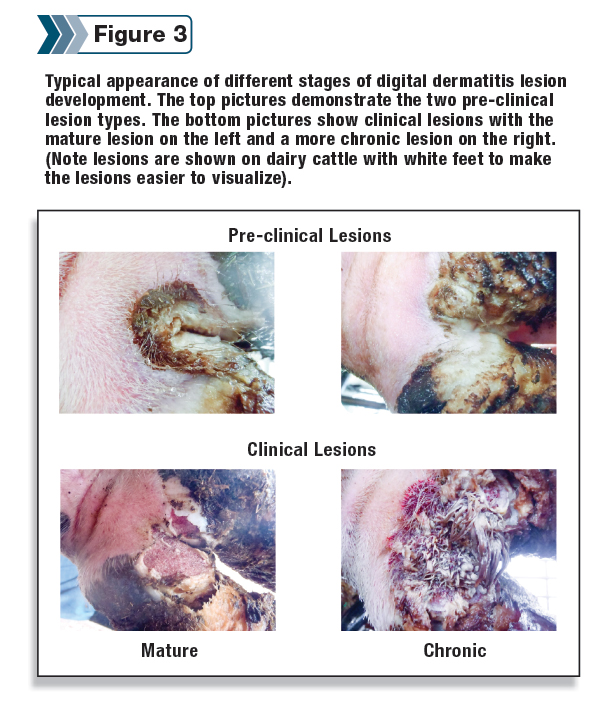 Figure 3
Typical appearance of different stages of digital dermatitis lesion
development. The top pictures demonstrate the two pre-clinical
lesion types. The bottom pictures show clinical lesions with the
mature lesion on the left and a more chronic lesion on the right.
(Note lesions are shown on dairy cattle with white feet to make
the lesions easier to visualize).
Pre-clinical Lesions
Clinical Lesions
Mature
Chronic